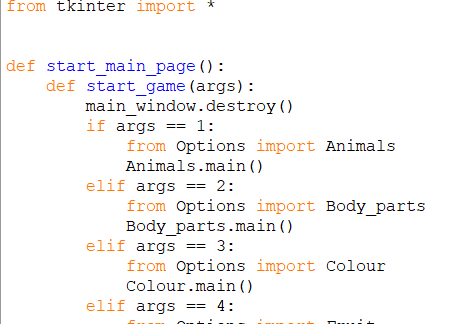 from tkinter import *
def start_main_page():
def start_game(args):
main_window.destroy()
if args == 1:
from Options import Animals
Animals.main()
elif args == 2:
from Options import Body_parts
Body_parts.main()
elif args == 3:
from Options import Colour
Colour.main()
elif args == 4:
from Options import Fruit